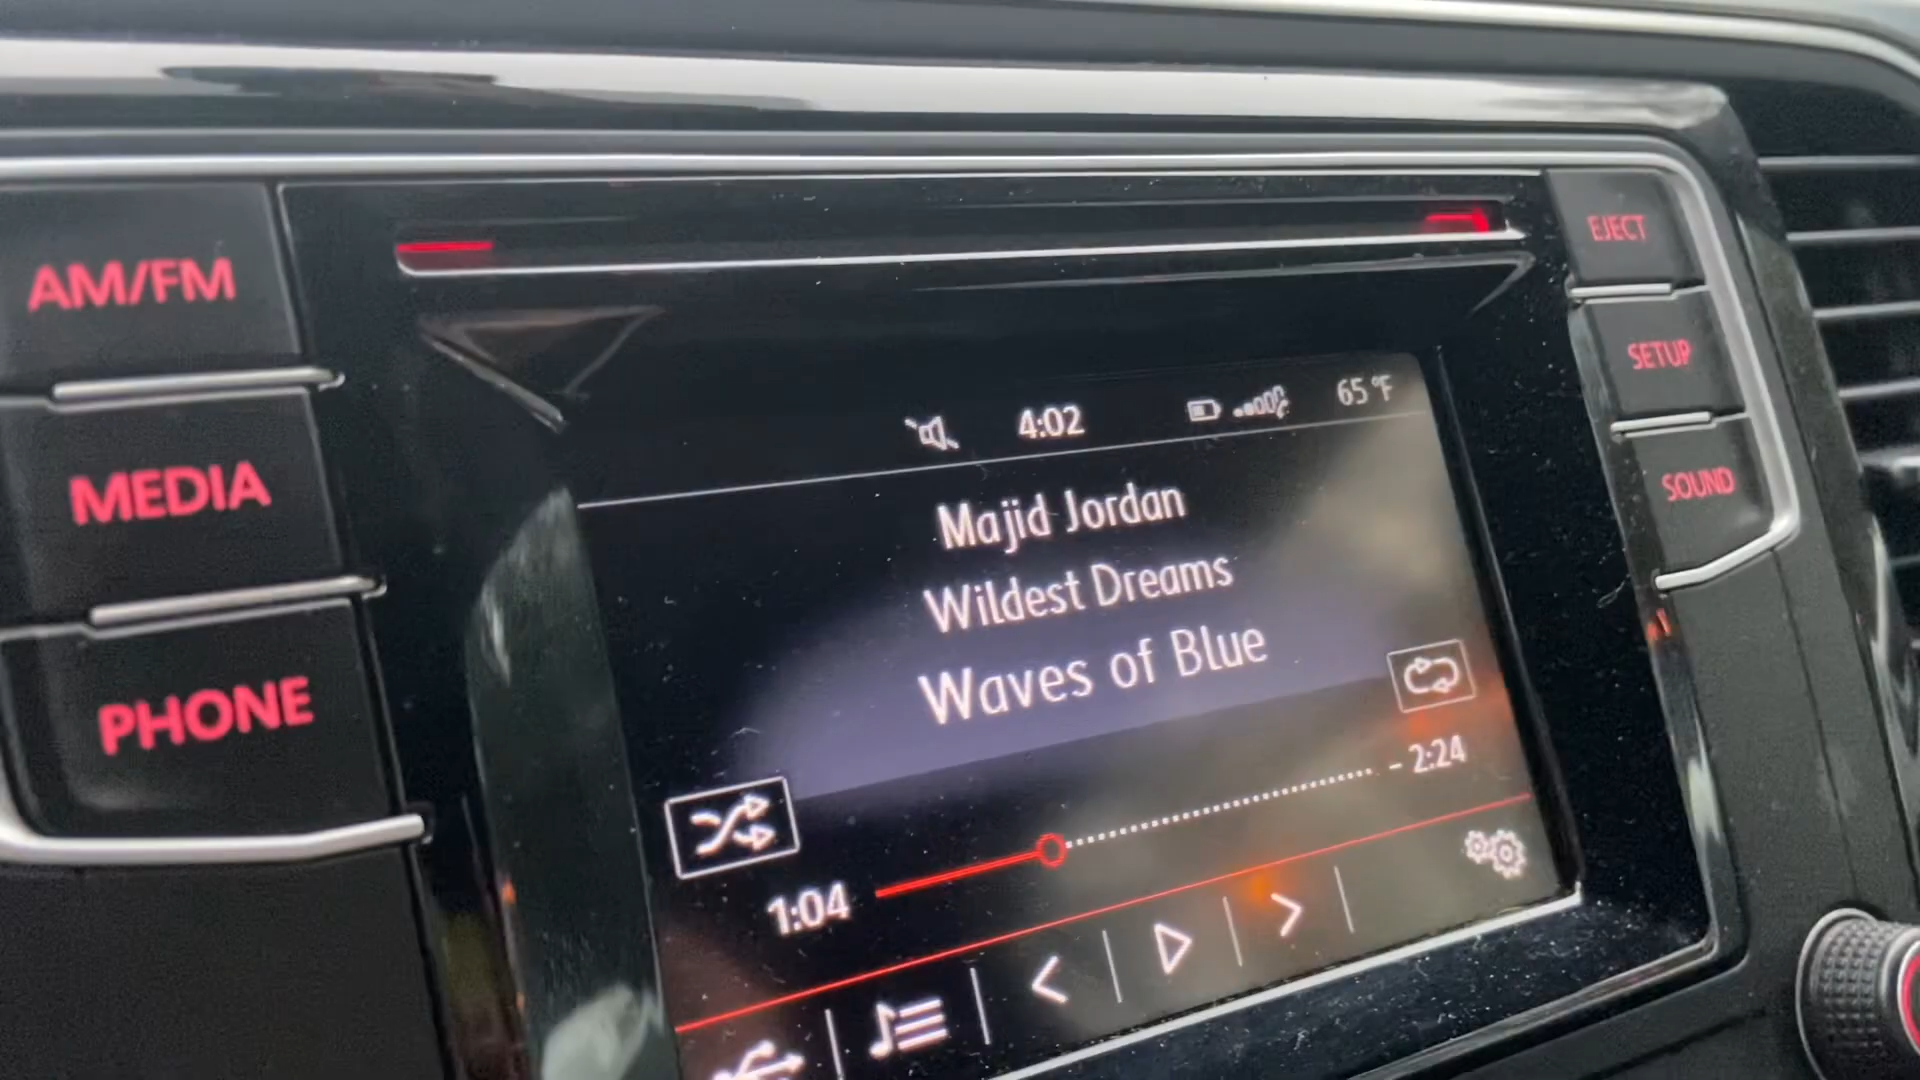 AM/FM
MEDIA
PHONE
EJECT
SETUP
SOUND
4:02
65°F
Majid Jordan
Wildest Dreams
Waves of Blue
1:04
- 2:24